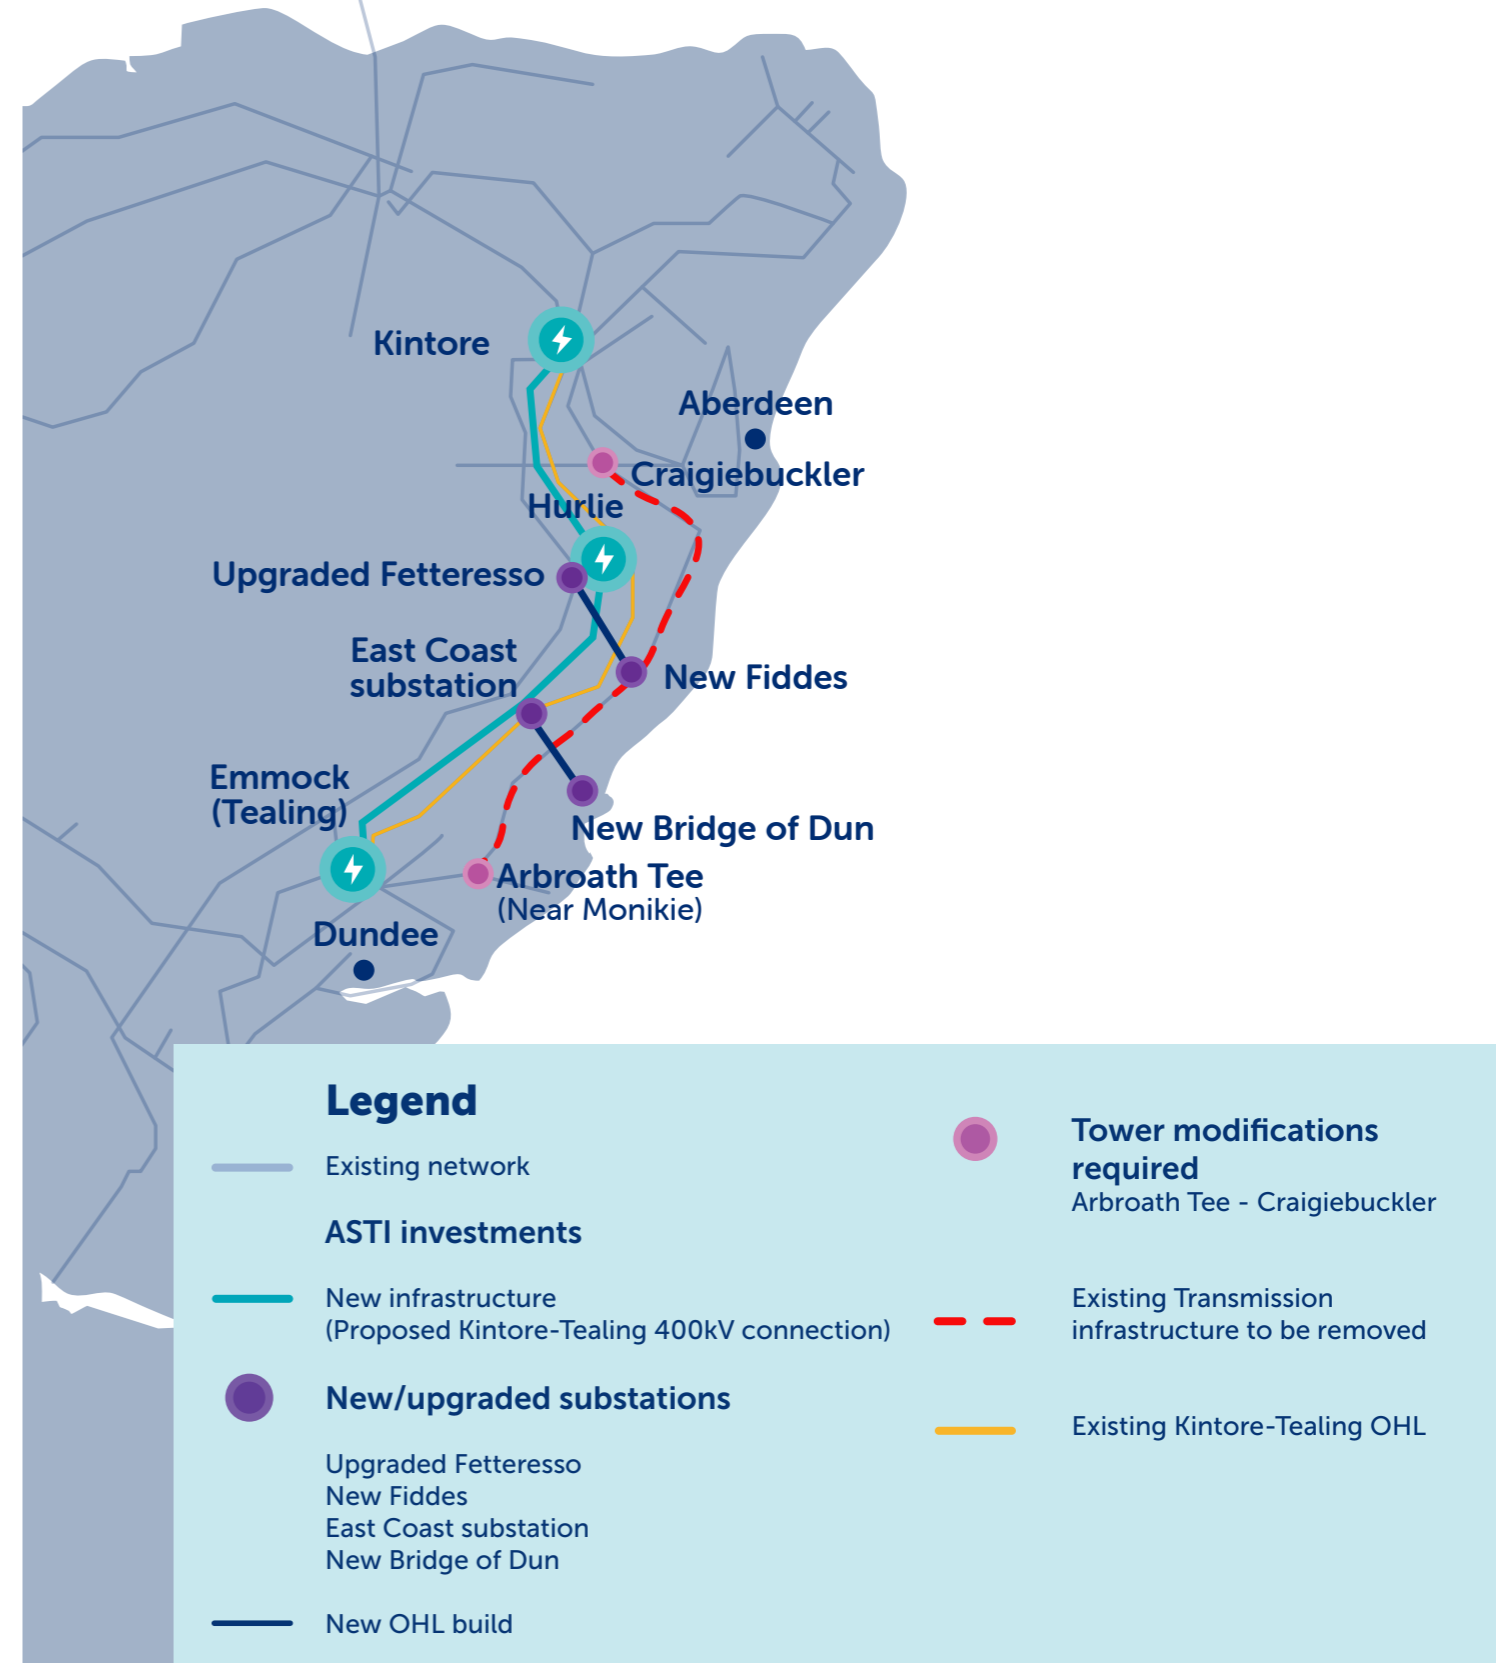 Kintore
Aberdeen
Craigiebuckler
Hurlie
Upgraded Fetteresso
East Coast
substation
New Fiddes
Emmock
(Tealing)
New Bridge of Dun
Arbroath Tee
(Near Monikie)
Dundee
Legend
Existing network
ASTI investments
New infrastructure
(Proposed Kintore-Tealing 400kV connection)
New/upgraded substations
Upgraded Fetteresso
New Fiddes
East Coast substation
New Bridge of Dun
New OHL build
Tower modifications
required
Arbroath Tee - Craigiebuckler
Existing Transmission
infrastructure to be removed
Existing Kintore-Tealing OHL